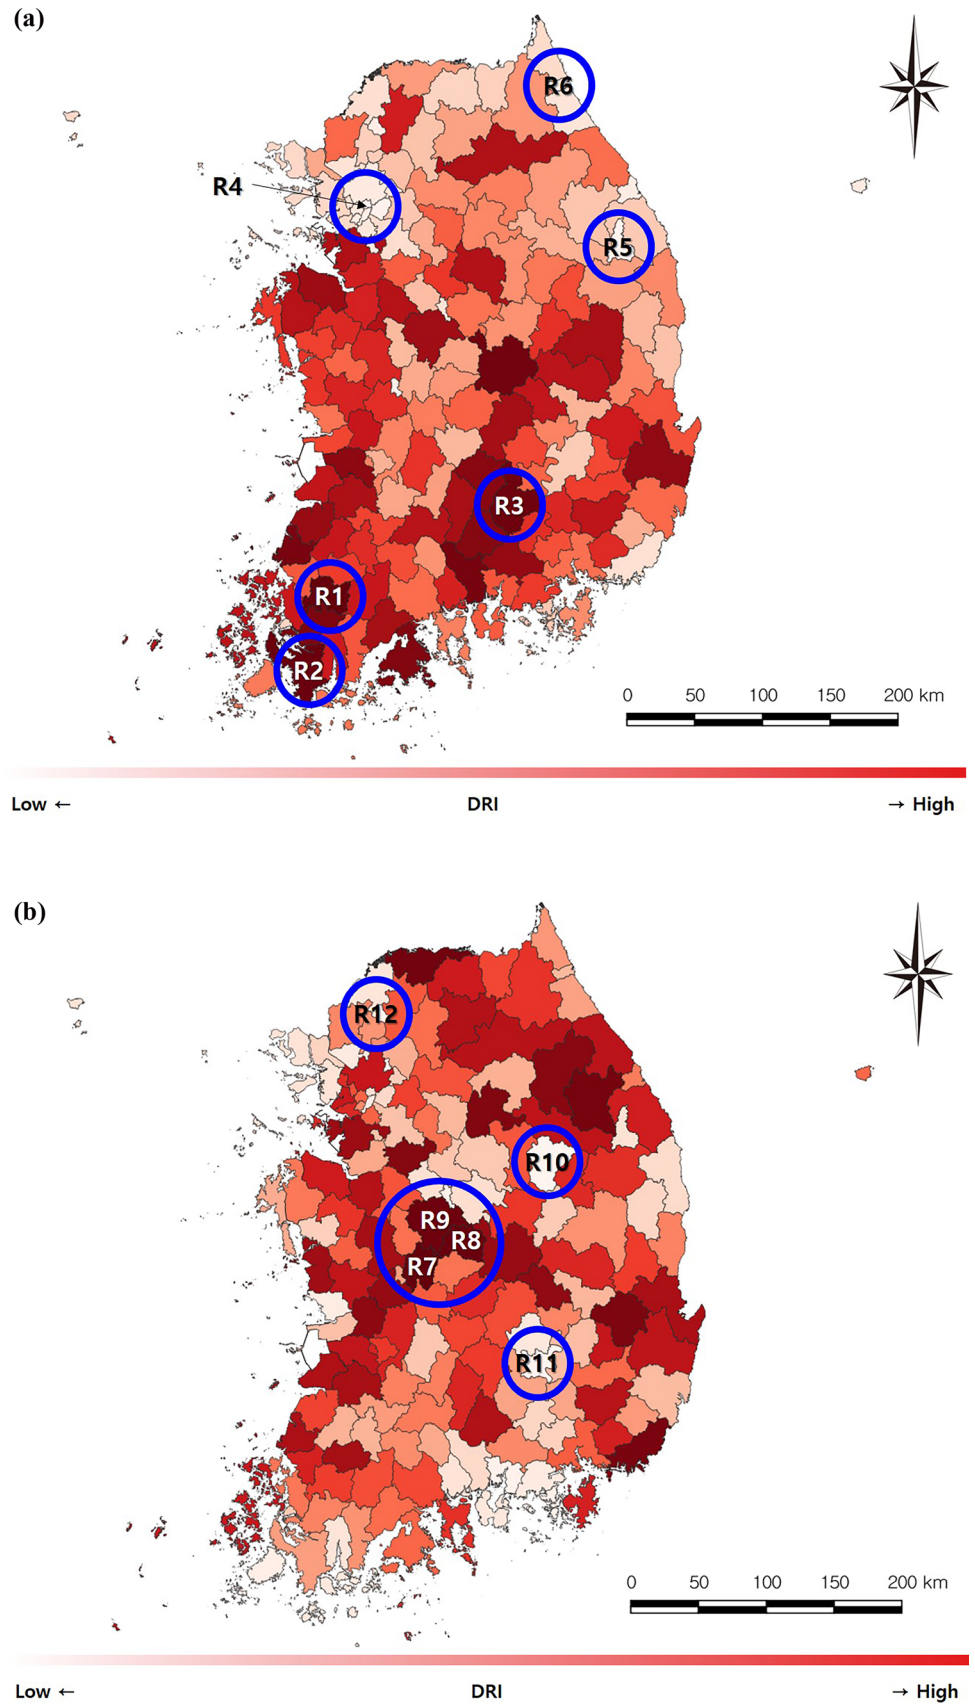 (a)
R6
R4
R5
R3
R1
R2
0 50 100 150 200 km
Low ← DRI → High
(b)
R12
R10
R9
R8
R7
R11
0 50 100 150 200 km
Low ← DRI → High